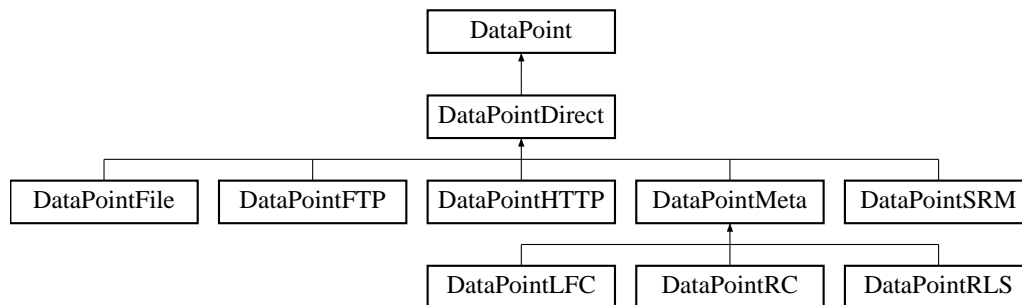 DataPoint
DataPointDirect
DataPointFile DataPointFTP DataPointHTTP DataPointMeta DataPointSRM
DataPointLFC DataPointRC DataPointRLS